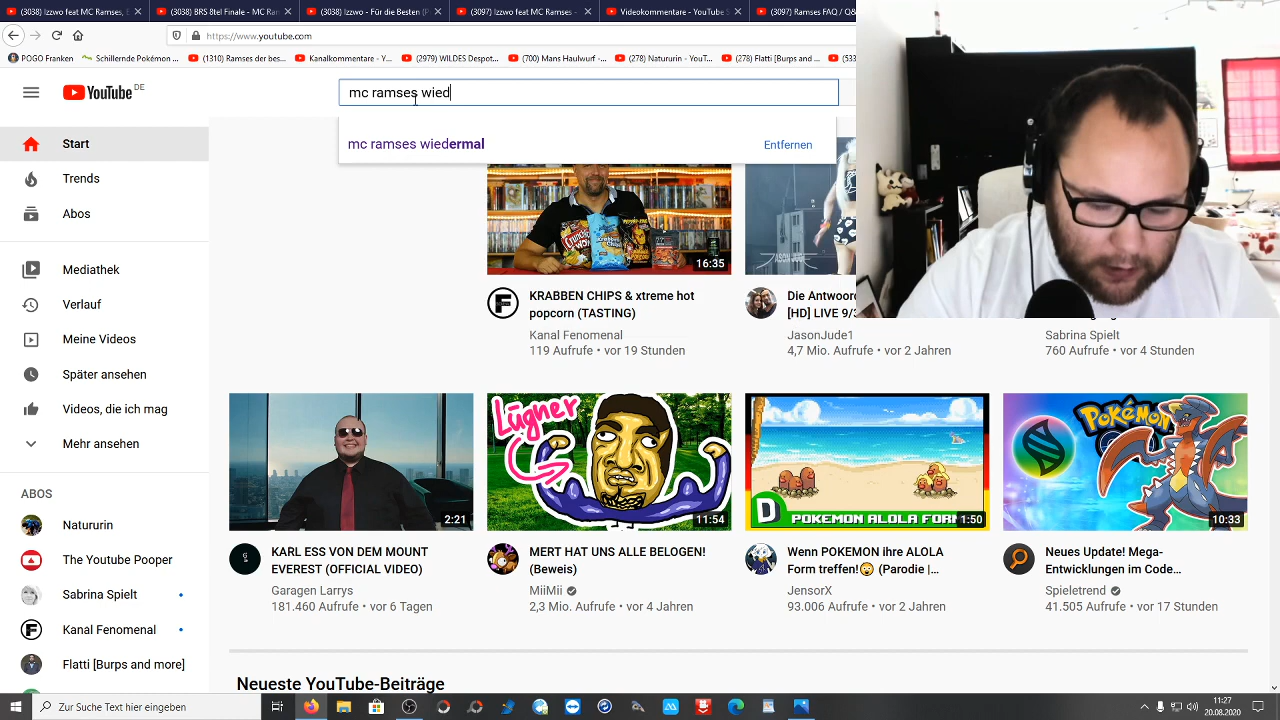 (3038) Izzwo feat MC Ramses, E
(3038) BRS 8tel Finale - MC Ran
(3038) Izzwo - Für die Besten (P
(3097) Izzwo feat MC Ramses -
Videokommentare - YouTube S
(3097) Ramses FAQ / Q&
https://www.youtube.com
POGO Franken
Schillernde Pokémon ...
(1310) Ramses der bes...
Kanalkommentare - Y...
(2979) WILDES Despot...
(700) Mans Haulwurf -...
(278) Natururin - YouT...
(278) Flatti [Burps and ...
(533
YouTube DE
mc ramses wied
mc ramses wiedermal
Entfernen
Start
Trends
Abos
Mediathek
Verlauf
Meine Videos
Später ansehen
Videos, die ich mag
Mehr ansehen
ABOS
Natururin
The Youtube Pooper
Sabrina Spielt
Kanal Fenomenal
Flatti [Burps and more]
16:35
KRABBEN CHIPS & xtreme hot
popcorn (TASTING)
Kanal Fenomenal
119 Aufrufe • vor 19 Stunden
Die Antwoord
[HD] LIVE 9/3
JasonJude1
4,7 Mio. Aufrufe • vor 2 Jahren
Sabrina Spielt
760 Aufrufe • vor 4 Stunden
2:21
KARL ESS VON DEM MOUNT
EVEREST (OFFICIAL VIDEO)
Garagen Larrys
181.460 Aufrufe • vor 6 Tagen
Lügner
11:54
MERT HAT UNS ALLE BELOGEN!
(Beweis)
MiiMii
2,3 Mio. Aufrufe • vor 4 Jahren
D
POKEMON ALOLA FORM
1:50
Wenn POKEMON ihre ALOLA
Form treffen!😲 (Parodie |...
JensorX
93.006 Aufrufe • vor 2 Jahren
POKéMON
10:33
Neues Update! Mega-
Entwicklungen im Code...
Spieletrend
41.505 Aufrufe • vor 17 Stunden
Neueste YouTube-Beiträge
Zur Suche Text hier eingeben
11:27
20.08.2020